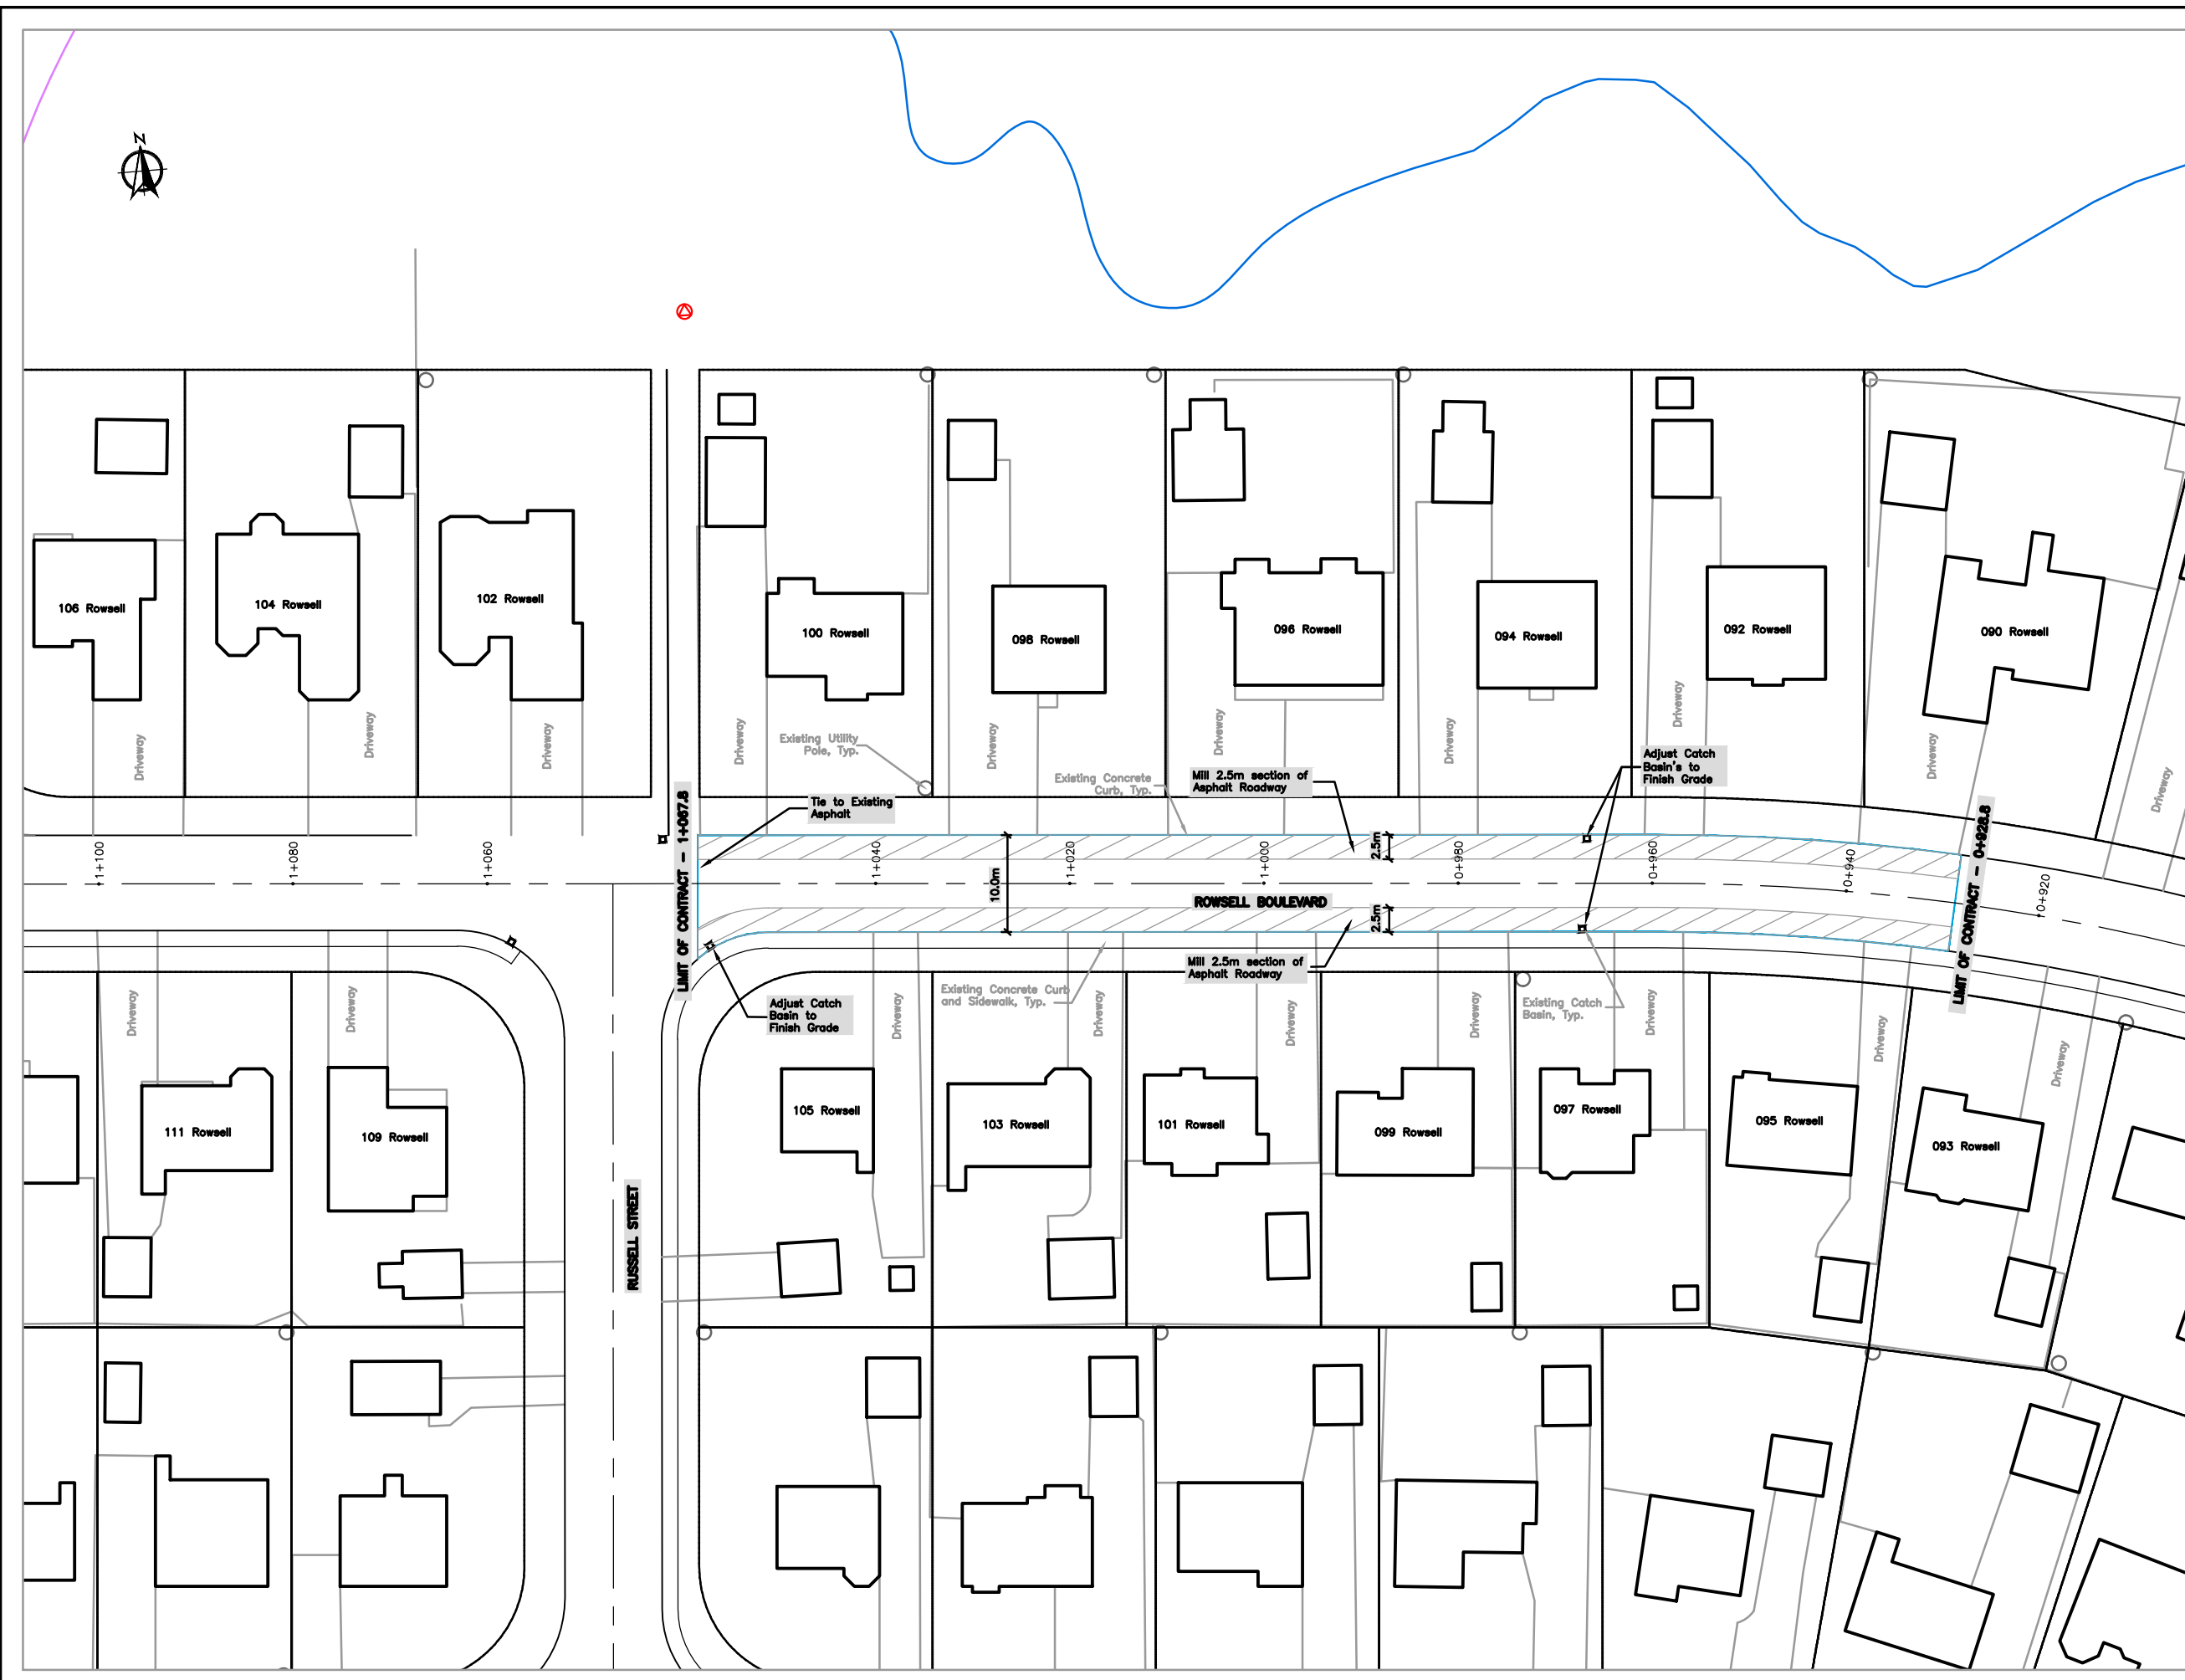 N
106 Rowsell
104 Rowsell
102 Rowsell
100 Rowsell
098 Rowsell
096 Rowsell
094 Rowsell
092 Rowsell
090 Rowsell
Driveway
Driveway
Driveway
Driveway
Driveway
Driveway
Driveway
Driveway
Driveway
Driveway
Existing Utility
Pole, Typ.
Existing Concrete
Curb, Typ.
Mill 2.5m section of
Asphalt Roadway
Adjust Catch
Basin's to
Finish Grade
Tie to Existing
Asphalt
LIMIT OF CONTRACT - 1+067.8
LIMIT OF CONTRACT - 0+928.8
1+100
1+080
1+060
1+040
1+020
1+000
0+980
0+960
0+940
0+920
10.0m
2.5m
2.5m
ROWSELL BOULEVARD
Mill 2.5m section of
Asphalt Roadway
Adjust Catch
Basin to
Finish Grade
Existing Concrete Curb
and Sidewalk, Typ.
Existing Catch
Basin, Typ.
Driveway
Driveway
Driveway
Driveway
Driveway
Driveway
Driveway
Driveway
Driveway
111 Rowsell
109 Rowsell
105 Rowsell
103 Rowsell
101 Rowsell
099 Rowsell
097 Rowsell
095 Rowsell
093 Rowsell
RUSSELL STREET